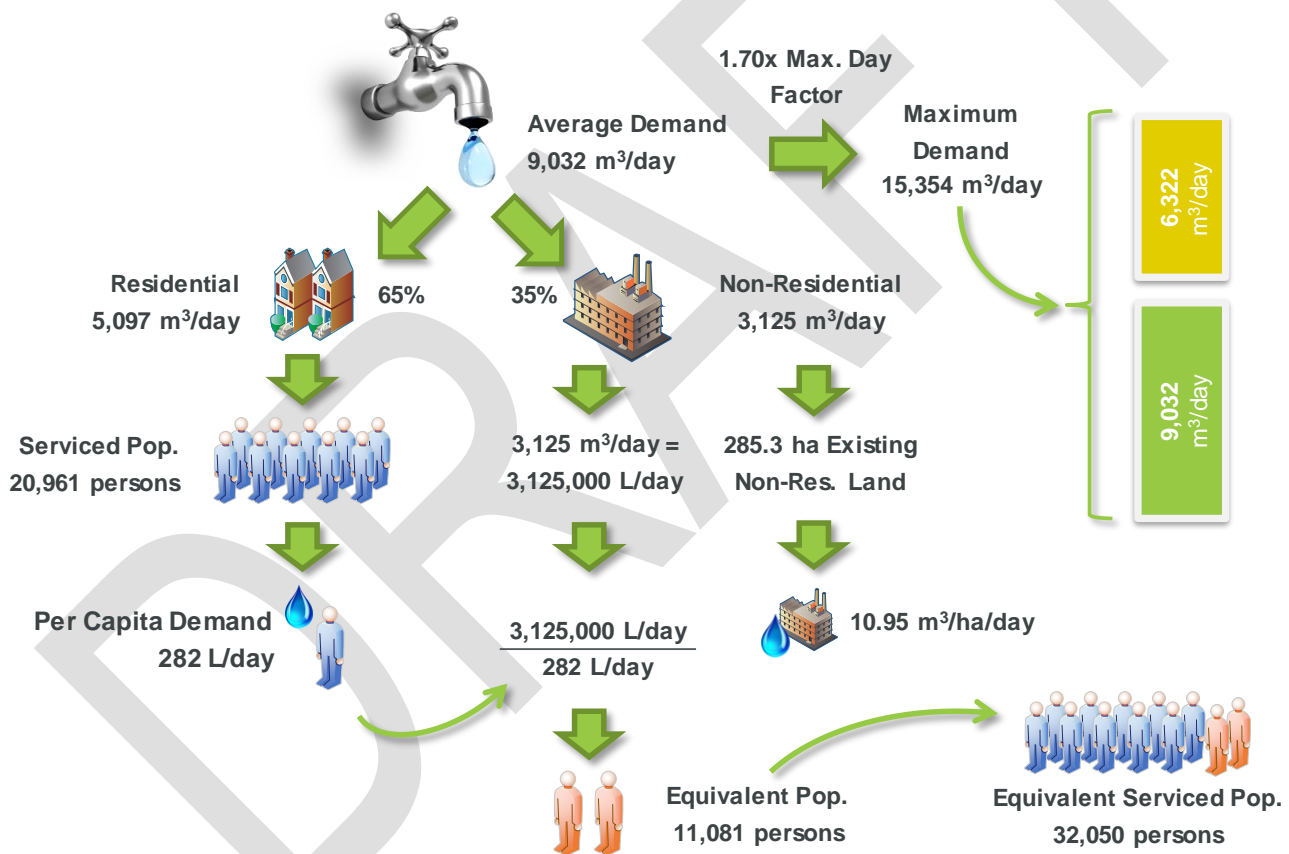 1.70x Max. Day
Factor
Average Demand
9,032 m³/day
Maximum
Demand
15,354 m³/day
6,322
m³/day
9,032
m³/day
Residential
5,097 m³/day
65%
35%
Non-Residential
3,125 m³/day
Serviced Pop.
20,961 persons
3,125 m³/day =
3,125,000 L/day
285.3 ha Existing
Non-Res. Land
Per Capita Demand
282 L/day
3,125,000 L/day
282 L/day
10.95 m³/ha/day
Equivalent Pop.
11,081 persons
Equivalent Serviced Pop.
32,050 persons
DRAFT